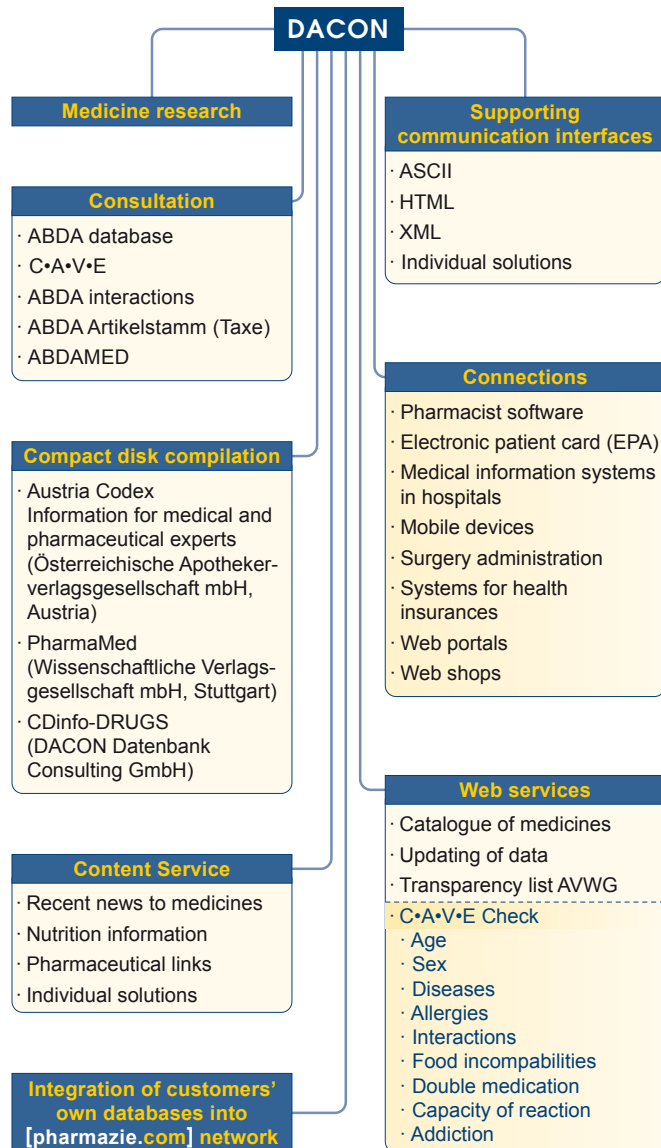 DACON
Medicine research
Consultation
· ABDA database
· C•A•V•E
· ABDA interactions
· ABDA Artikelstamm (Taxe)
· ABDAMED
Compact disk compilation
· Austria Codex
Information for medical and
pharmaceutical experts
(Österreichische Apotheker-
verlagsgesellschaft mbH,
Austria)
· PharmaMed
(Wissenschaftliche Verlags-
gesellschaft mbH, Stuttgart)
· CDinfo-DRUGS
(DACON Datenbank
Consulting GmbH)
Content Service
· Recent news to medicines
· Nutrition information
· Pharmaceutical links
· Individual solutions
Integration of customers’
own databases into
[pharmazie.com] network
Supporting
communication interfaces
· ASCII
· HTML
· XML
· Individual solutions
Connections
· Pharmacist software
· Electronic patient card (EPA)
· Medical information systems
in hospitals
· Mobile devices
· Surgery administration
· Systems for health
insurances
· Web portals
· Web shops
Web services
· Catalogue of medicines
· Updating of data
· Transparency list AVWG
· C•A•V•E Check
· Age
· Sex
· Diseases
· Allergies
· Interactions
· Food incompabilities
· Double medication
· Capacity of reaction
· Addiction